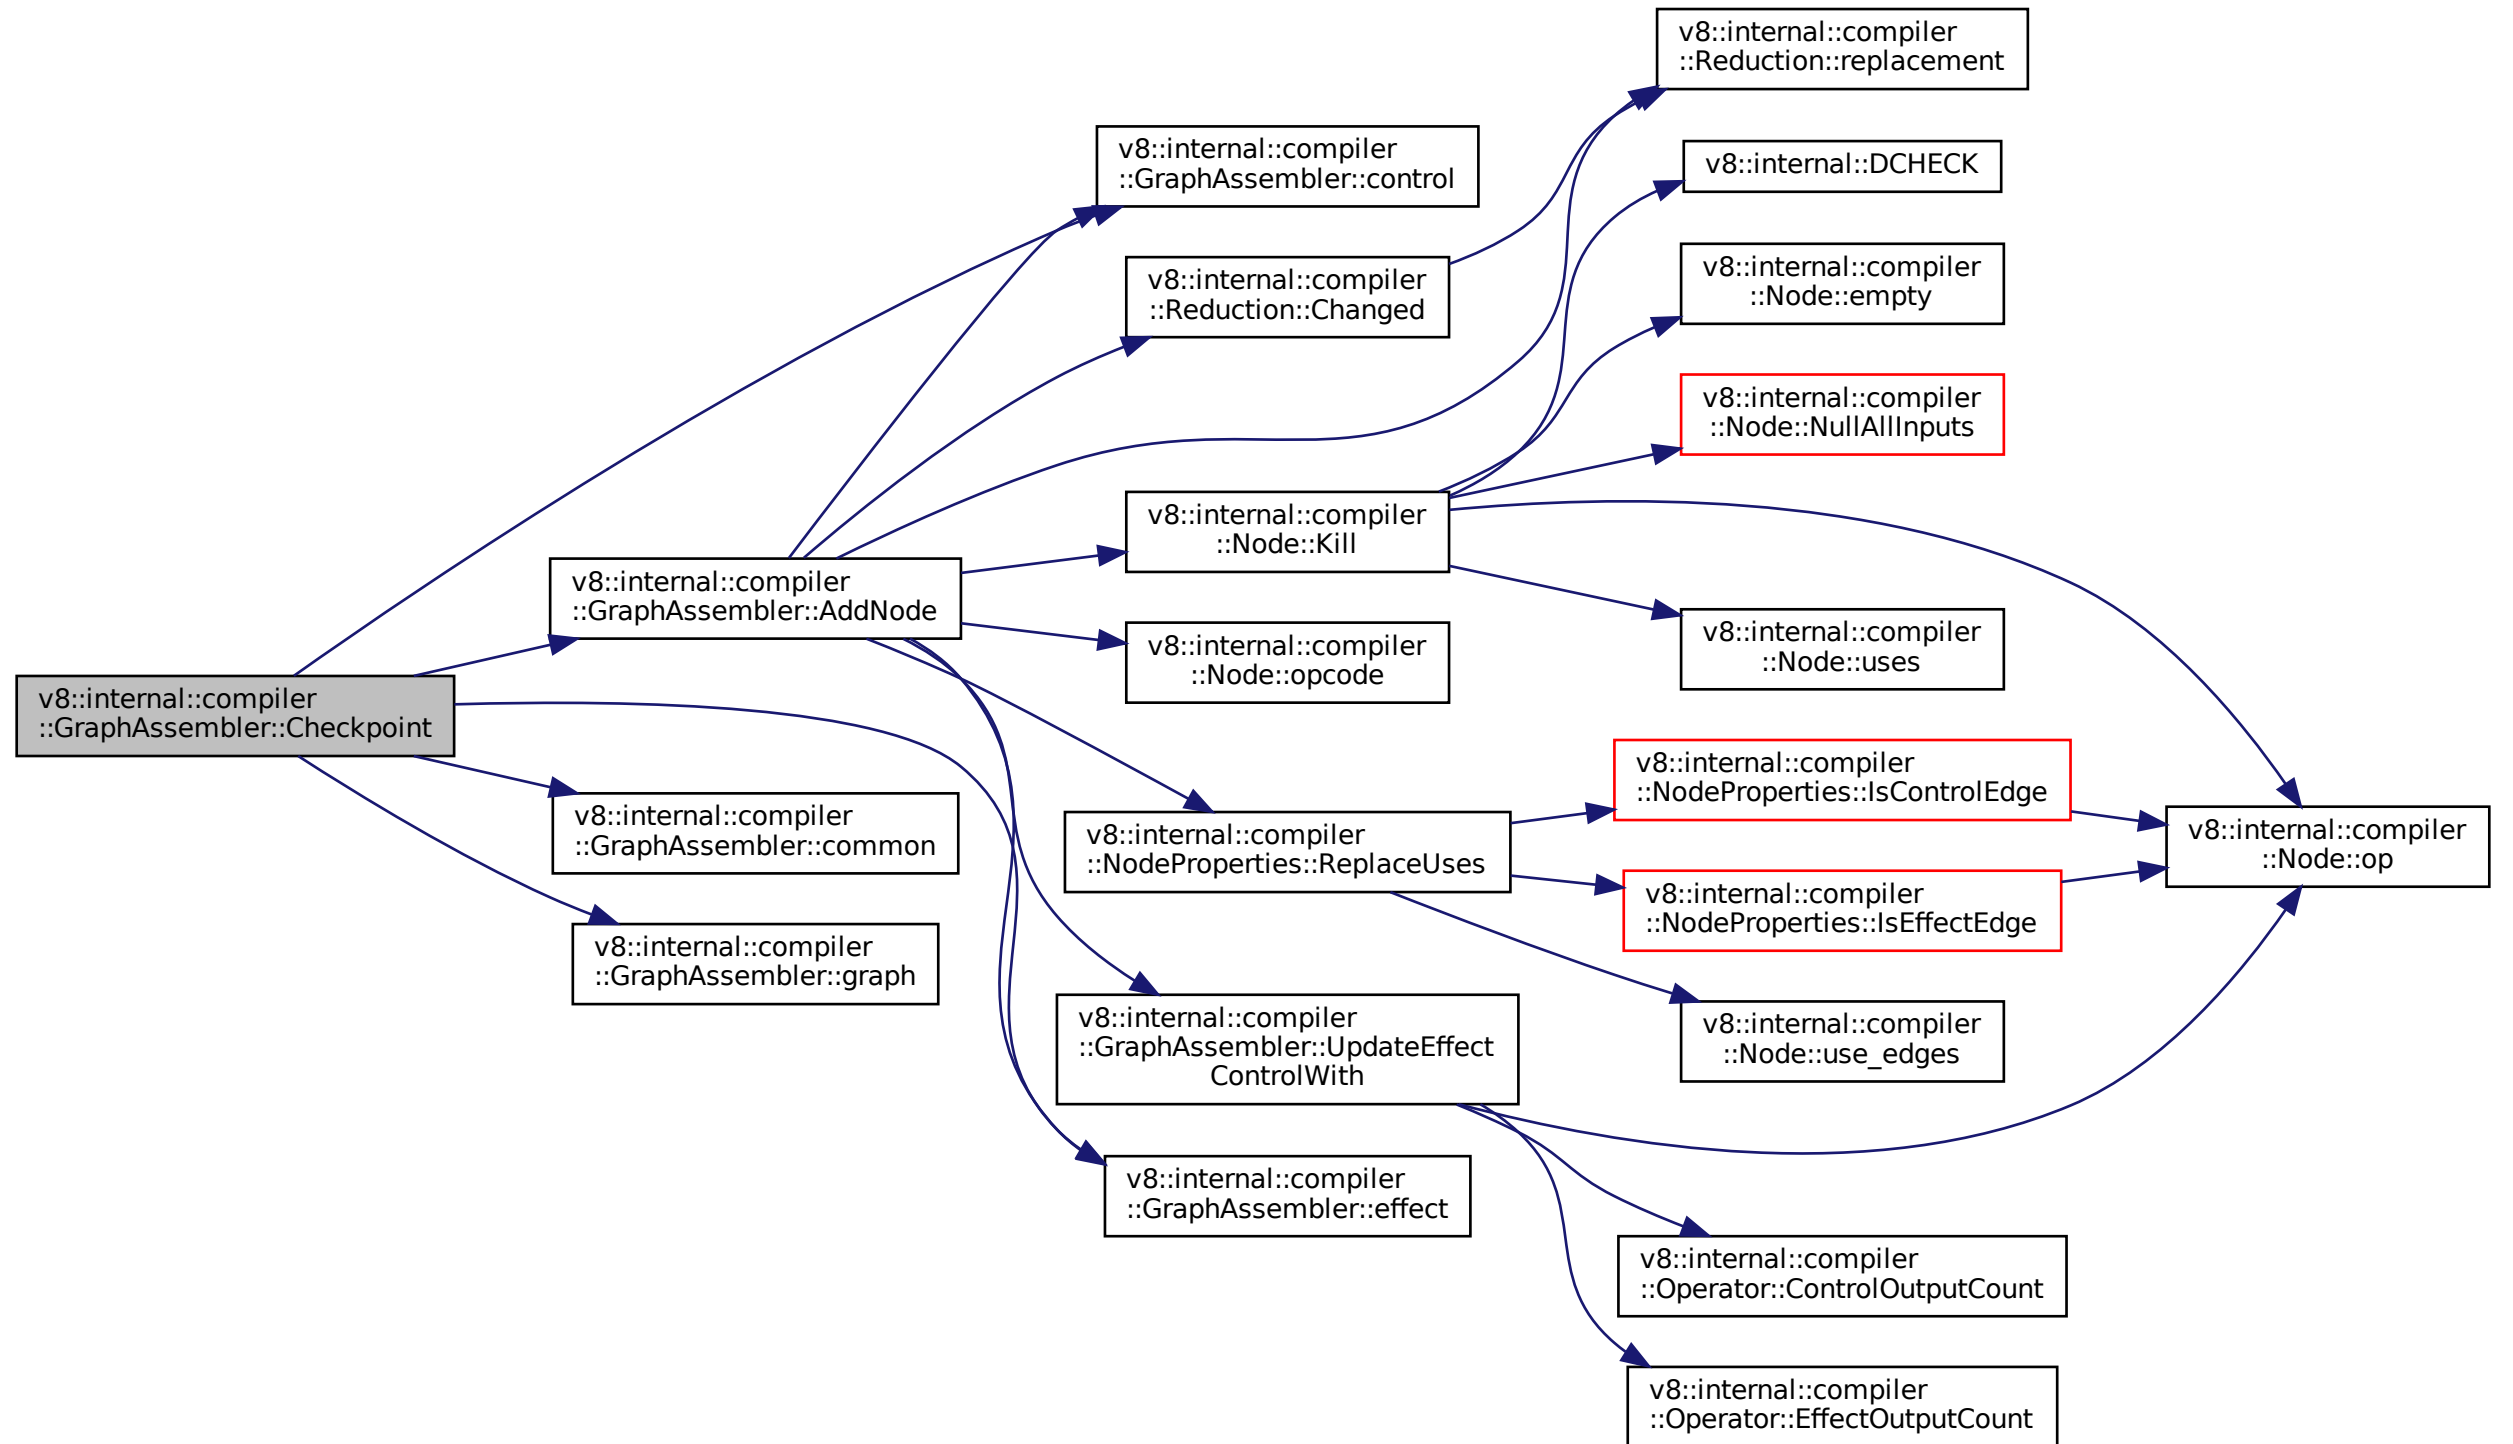 v8::internal::compiler
::Reduction::replacement
v8::internal::compiler
::GraphAssembler::control
v8::internal::DCHECK
v8::internal::compiler
::Reduction::Changed
v8::internal::compiler
::Node::empty
v8::internal::compiler
::Node::NullAllInputs
v8::internal::compiler
::Node::Kill
v8::internal::compiler
::GraphAssembler::AddNode
v8::internal::compiler
::Node::opcode
v8::internal::compiler
::Node::uses
v8::internal::compiler
::GraphAssembler::Checkpoint
v8::internal::compiler
::NodeProperties::IsControlEdge
v8::internal::compiler
::GraphAssembler::common
v8::internal::compiler
::NodeProperties::ReplaceUses
v8::internal::compiler
::Node::op
v8::internal::compiler
::NodeProperties::IsEffectEdge
v8::internal::compiler
::GraphAssembler::graph
v8::internal::compiler
::GraphAssembler::UpdateEffect
ControlWith
v8::internal::compiler
::Node::use_edges
v8::internal::compiler
::GraphAssembler::effect
v8::internal::compiler
::Operator::ControlOutputCount
v8::internal::compiler
::Operator::EffectOutputCount